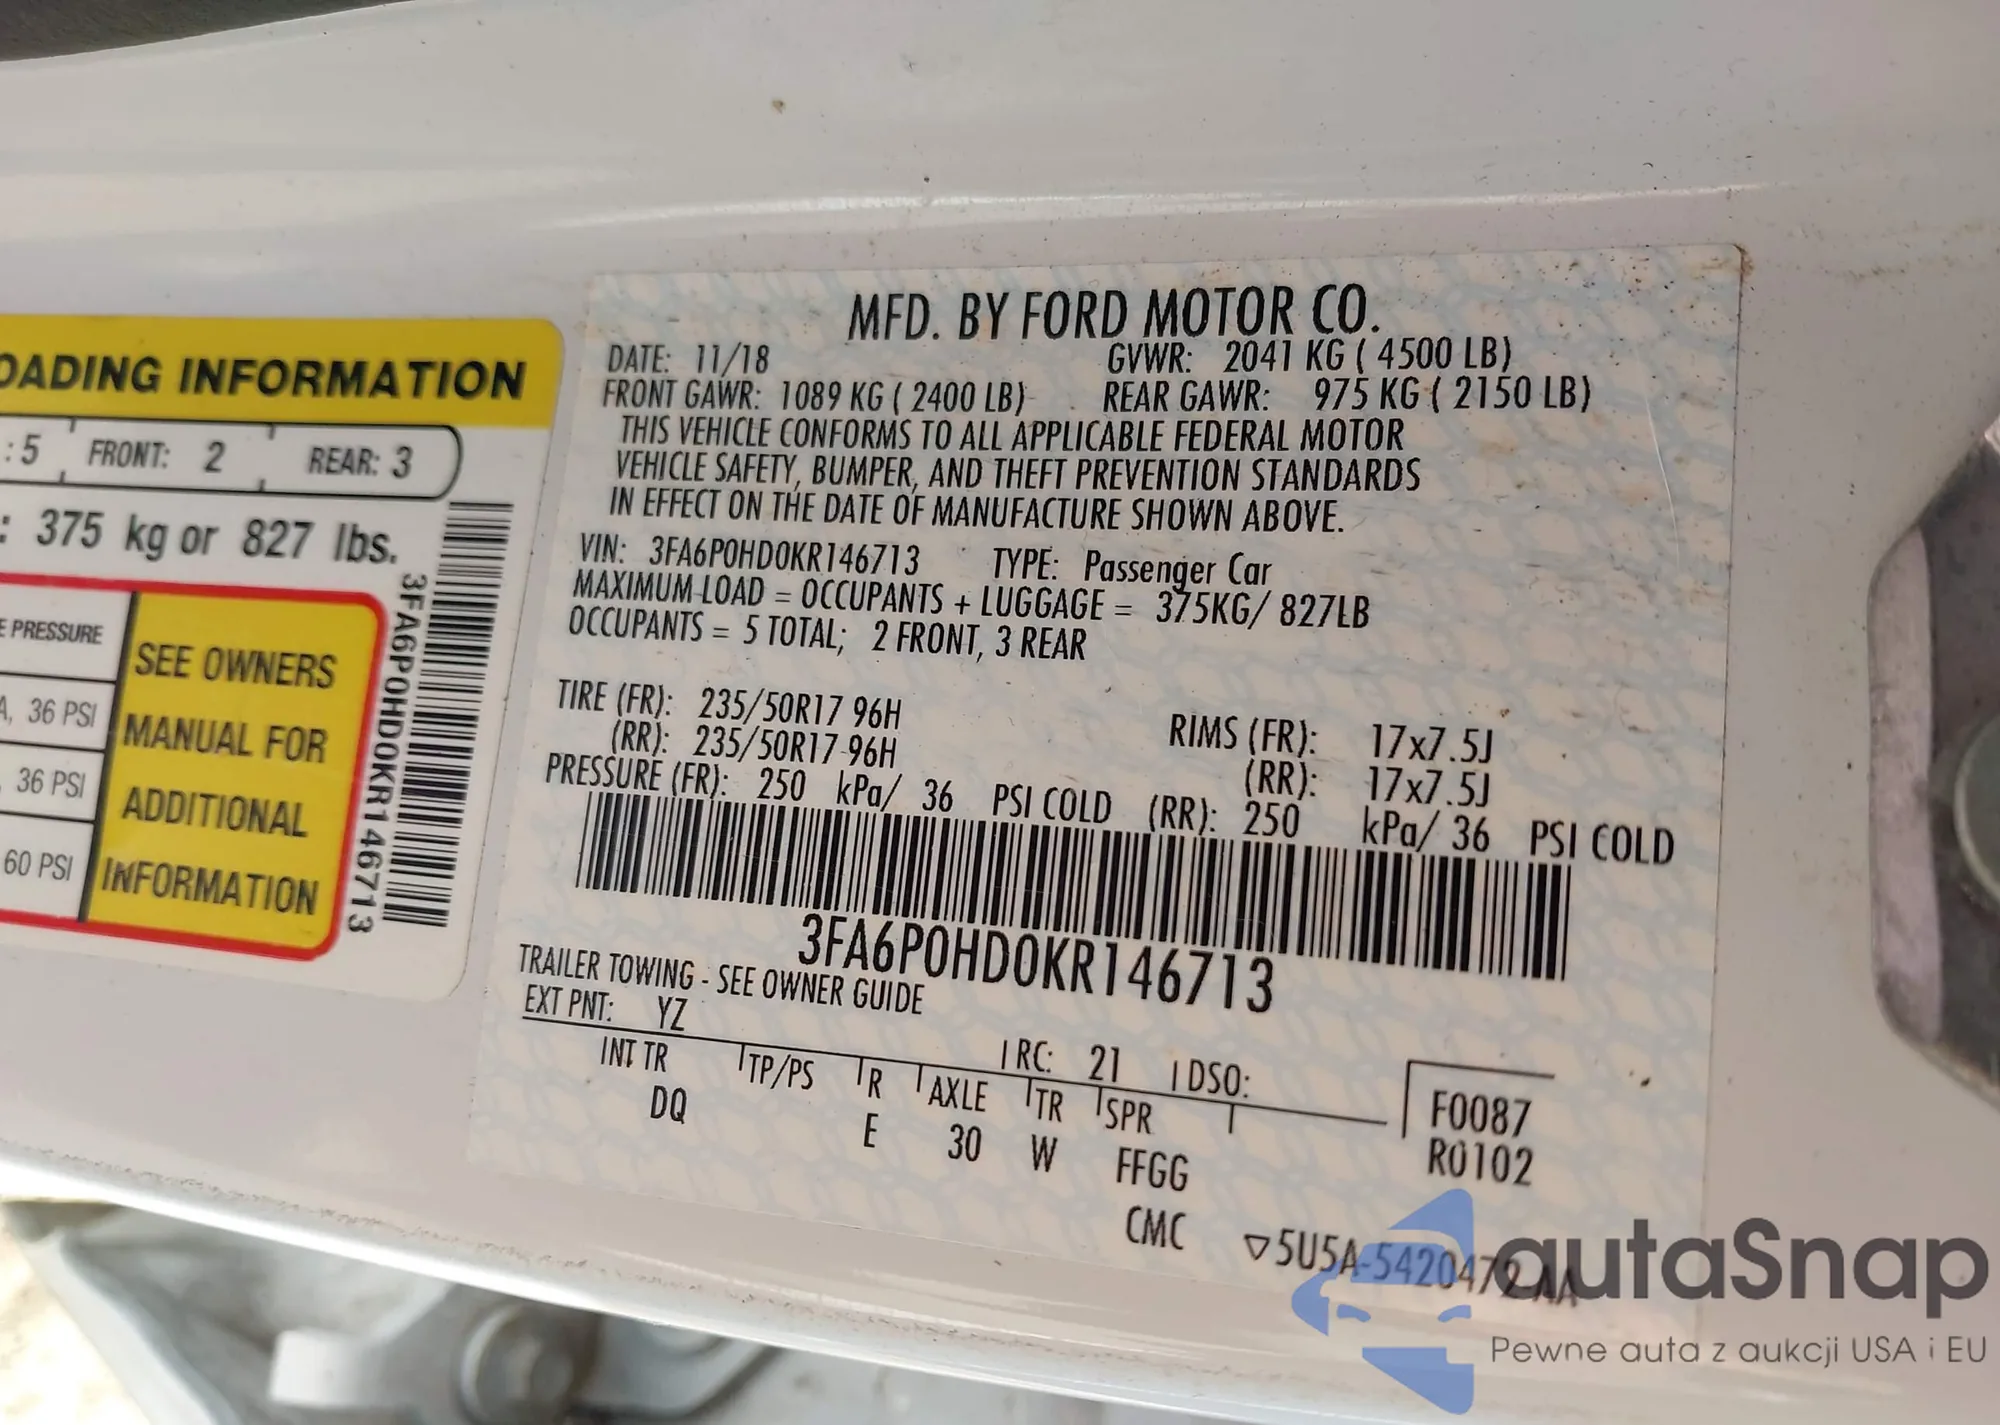 OADING INFORMATION
: 5 FRONT: 2 REAR: 3
: 375 kg or 827 lbs.
E PRESSURE
A, 36 PSI
36 PSI
60 PSI
SEE OWNERS
MANUAL FOR
ADDITIONAL
INFORMATION
3FA6P0HD0KR146713
MFD. BY FORD MOTOR CO.
DATE: 11/18 GVWR: 2041 KG ( 4500 LB)
FRONT GAWR: 1089 KG ( 2400 LB) REAR GAWR: 975 KG ( 2150 LB)
THIS VEHICLE CONFORMS TO ALL APPLICABLE FEDERAL MOTOR
VEHICLE SAFETY, BUMPER, AND THEFT PREVENTION STANDARDS
IN EFFECT ON THE DATE OF MANUFACTURE SHOWN ABOVE.
VIN: 3FA6P0HD0KR146713 TYPE: Passenger Car
MAXIMUM LOAD = OCCUPANTS + LUGGAGE = 375KG/ 827LB
OCCUPANTS = 5 TOTAL; 2 FRONT, 3 REAR
TIRE (FR): 235/50R17 96H RIMS (FR): 17x7.5J
(RR): 235/50R17 96H (RR): 17x7.5J
PRESSURE (FR): 250 kPa/ 36 PSI COLD (RR): 250 kPa/ 36 PSI COLD
3FA6P0HD0KR146713
TRAILER TOWING - SEE OWNER GUIDE
EXT PNT: YZ RC: 21 DSO:
INT TR TP/PS R AXLE TR SPR F0087
DQ E 30 W FFGG R0102
CMC ▽5U5A-5420472-AA
autaSnap
Pewne auta z aukcji USA i EU